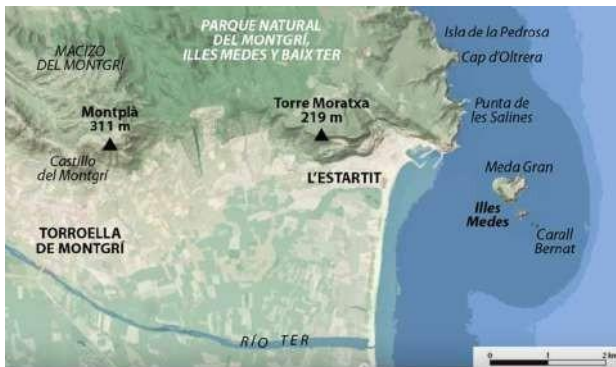 PARQUE NATURAL
DEL MONTGRÍ,
ILLES MEDES Y BAIX TER
Isla de la Pedrosa
Cap d'Oltrera
MACIZO
DEL MONTGRÍ
Montplà
311 m
Torre Moratxa
219 m
Punta de
les Salines
Castillo
del Montgrí
L'ESTARTIT
Meda Gran
Illes
Medes
Carall
Bernat
TORROELLA
DE MONTGRÍ
RÍO TER
0 1 2 km